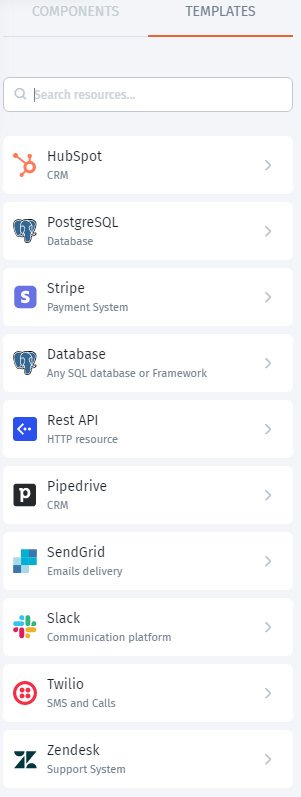 COMPONENTS TEMPLATES
Search resources...
HubSpot
CRM
PostgreSQL
Database
Stripe
Payment System
Database
Any SQL database or Framework
Rest API
HTTP resource
Pipedrive
CRM
SendGrid
Emails delivery
Slack
Communication platform
Twilio
SMS and Calls
Zendesk
Support System